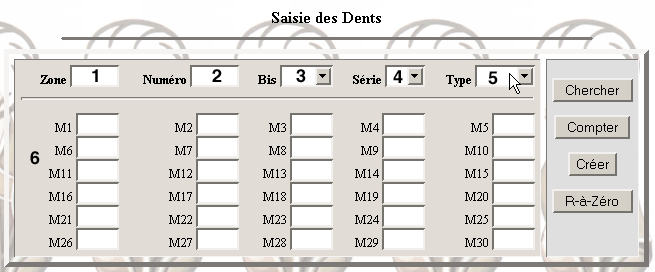 Saisie des Dents
Zone 1 Numéro 2 Bis 3 Série 4 Type 5
Chercher
M1 M2 M3 M4 M5
Compter
6
M6 M7 M8 M9 M10
M11 M12 M13 M14 M15
Créer
M16 M17 M18 M19 M20
R-à-Zéro
M21 M22 M23 M24 M25
M26 M27 M28 M29 M30